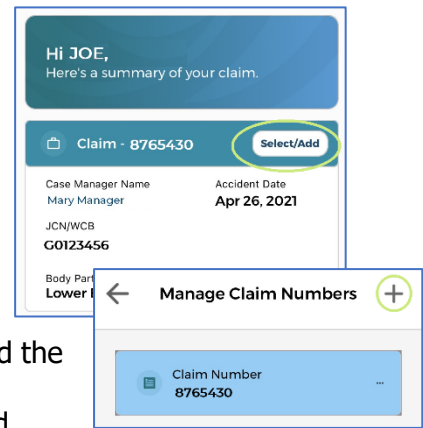 Hi JOE,
Here's a summary of your claim.
Claim - 8765430 Select/Add
Case Manager Name Accident Date
Mary Manager Apr 26, 2021
JCN/WCB
G0123456
Body
Lower
Manage Claim Numbers
the
Claim Number
8765430